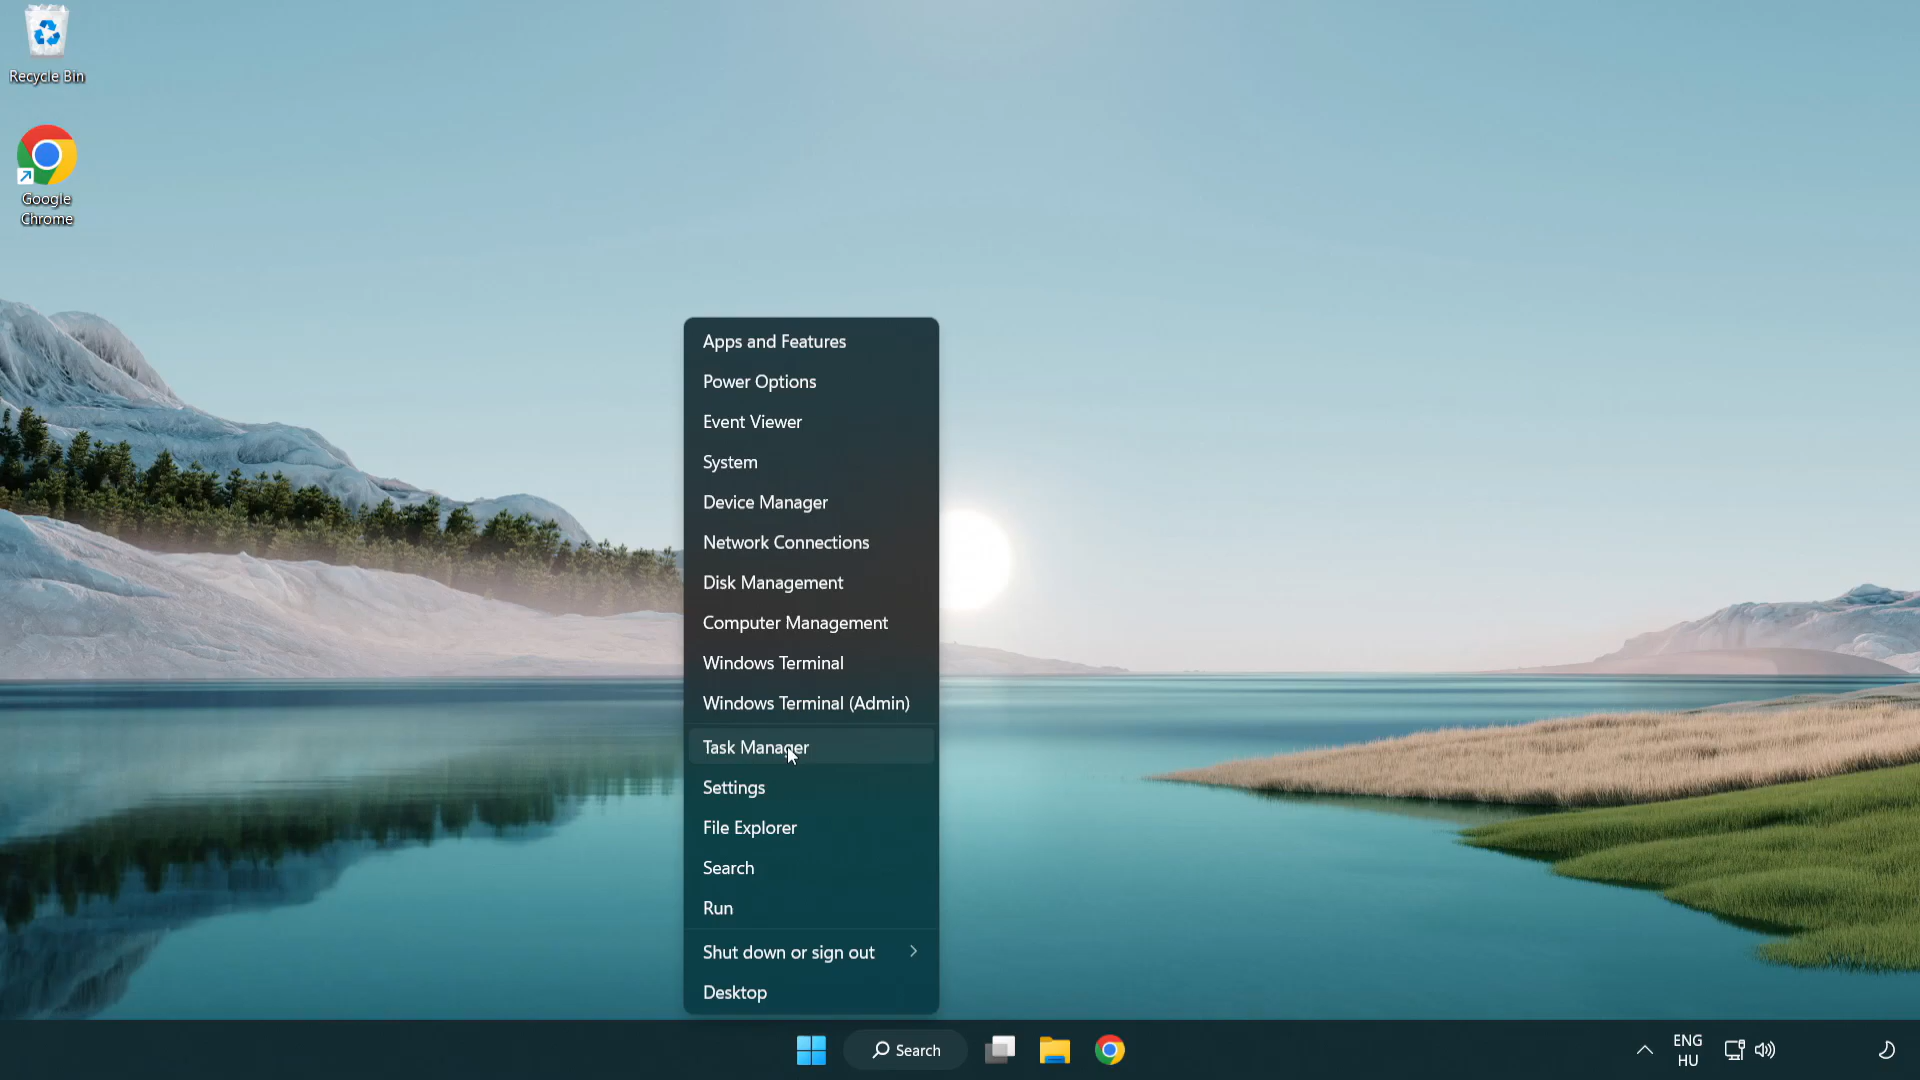 Recycle Bin
Google
Chrome
Apps and Features
Power Options
Event Viewer
System
Device Manager
Network Connections
Disk Management
Computer Management
Windows Terminal
Windows Terminal (Admin)
Task Manager
Settings
File Explorer
Search
Run
Shut down or sign out
Desktop
Search
ENG
HU